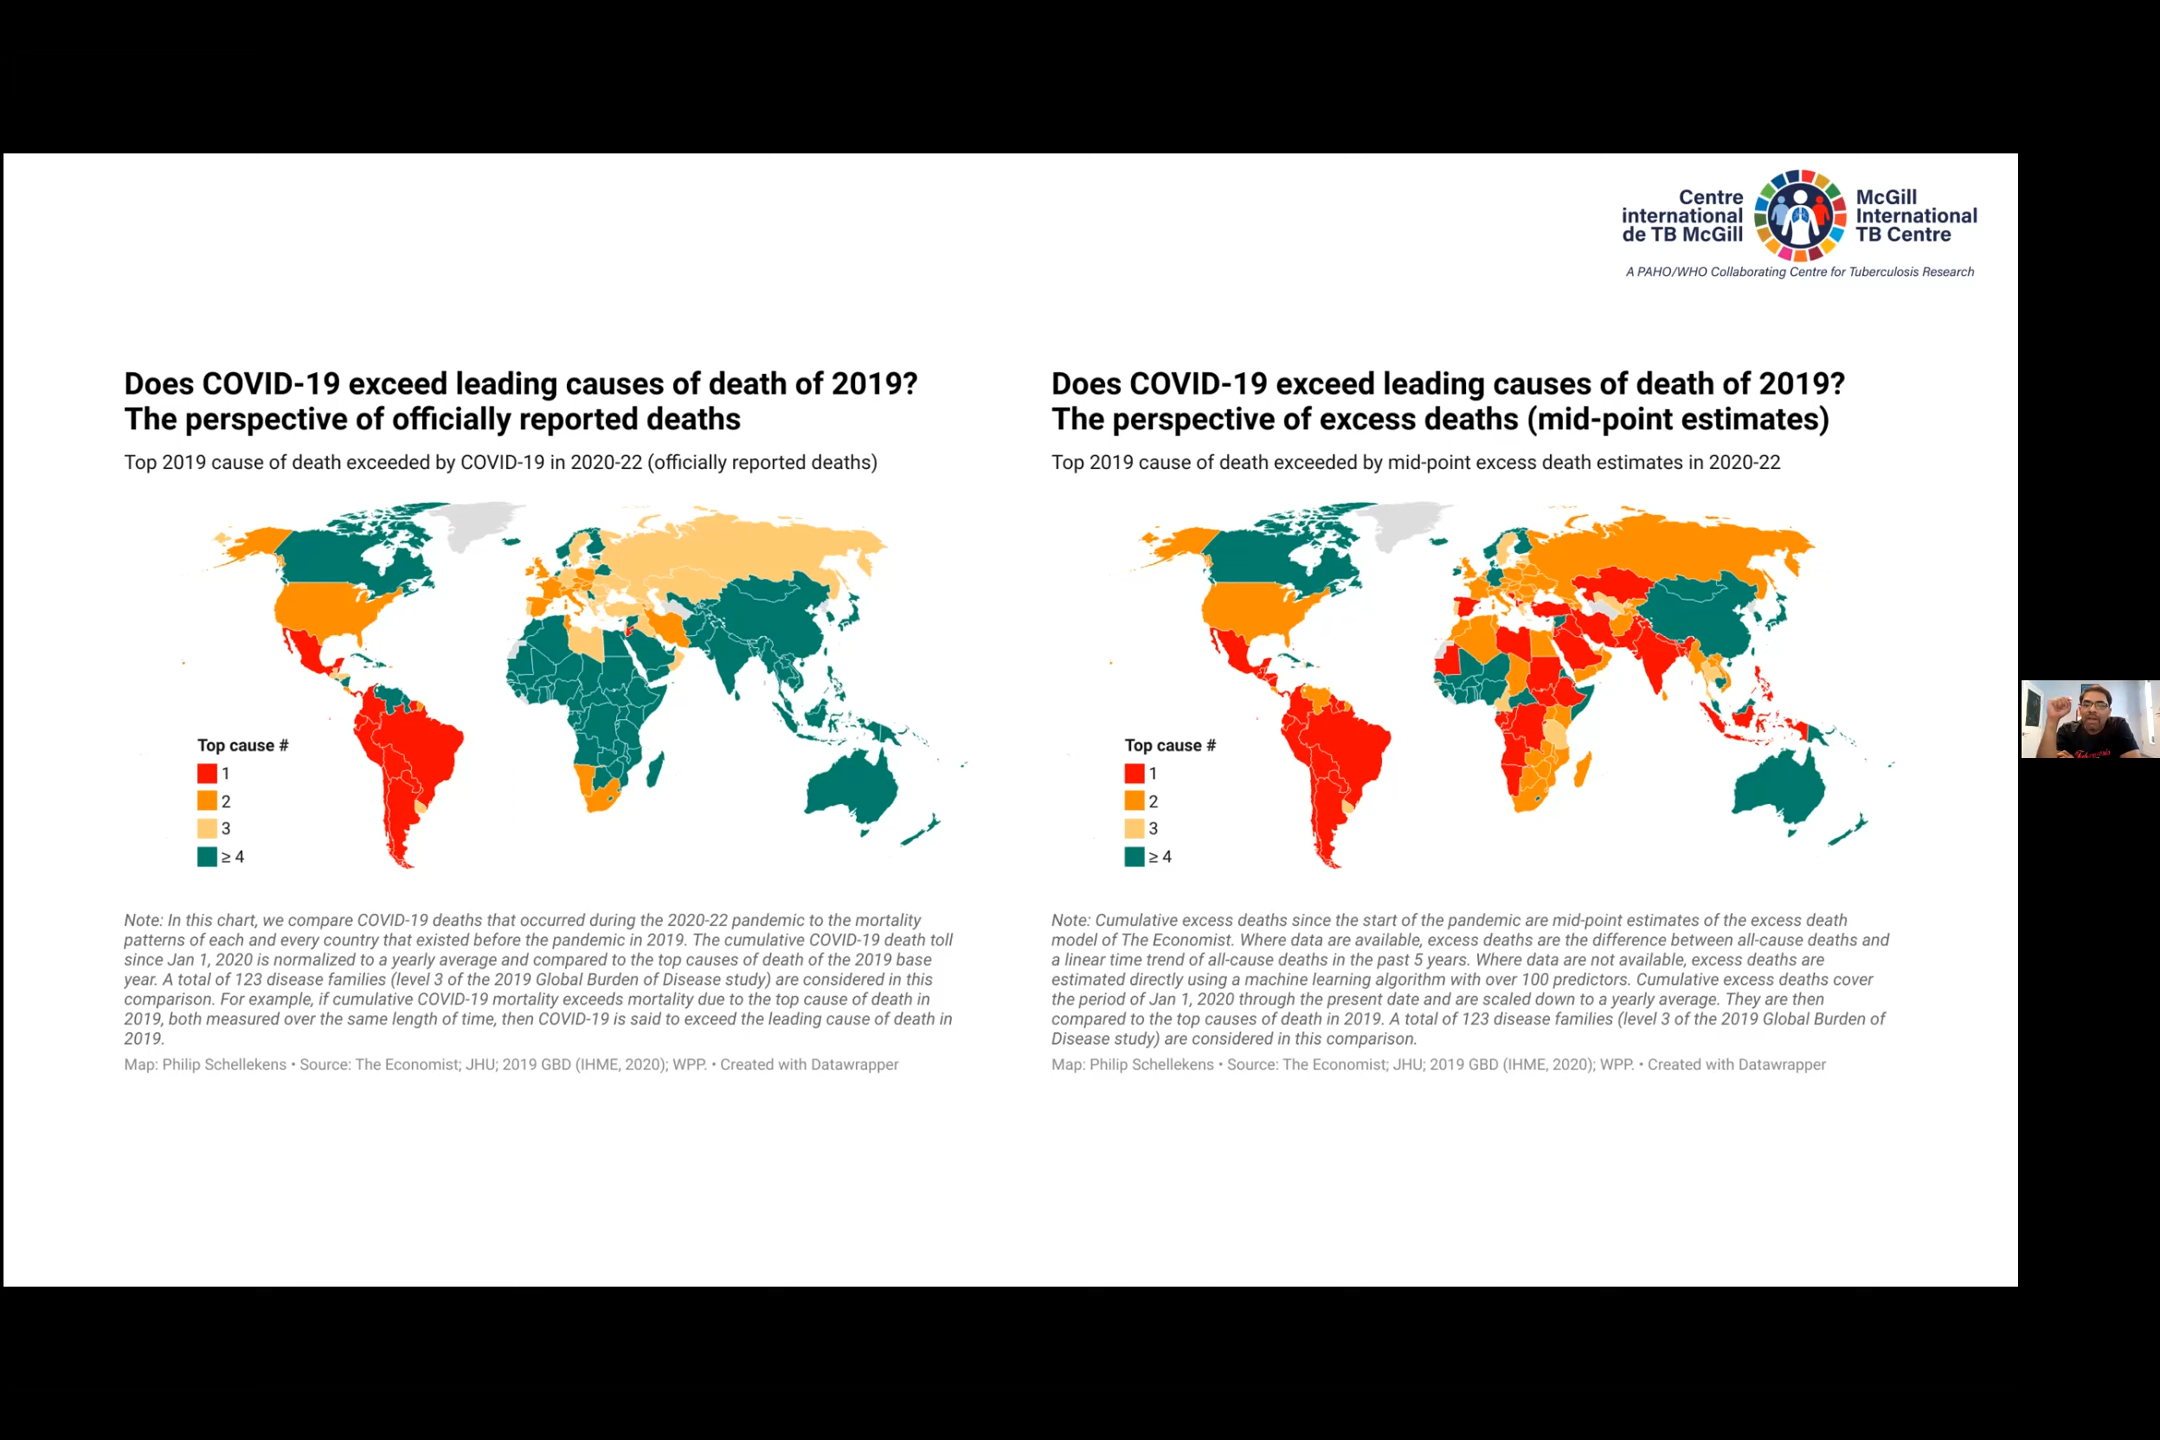 Centre
international
de TB McGill
McGill
International
TB Centre
A PAHO/WHO Collaborating Centre for Tuberculosis Research
Does COVID-19 exceed leading causes of death of 2019?
The perspective of officially reported deaths
Top 2019 cause of death exceeded by COVID-19 in 2020-22 (officially reported deaths)
Top cause #
1
2
3
≥ 4
Note: In this chart, we compare COVID-19 deaths that occurred during the 2020-22 pandemic to the mortality
patterns of each and every country that existed before the pandemic in 2019. The cumulative COVID-19 death toll
since Jan 1, 2020 is normalized to a yearly average and compared to the top causes of death of the 2019 base
year. A total of 123 disease families (level 3 of the 2019 Global Burden of Disease study) are considered in this
comparison. For example, if cumulative COVID-19 mortality exceeds mortality due to the top cause of death in
2019, both measured over the same length of time, then COVID-19 is said to exceed the leading cause of death in
2019.
Map: Philip Schellekens • Source: The Economist; JHU; 2019 GBD (IHME, 2020); WPP. • Created with Datawrapper
Does COVID-19 exceed leading causes of death of 2019?
The perspective of excess deaths (mid-point estimates)
Top 2019 cause of death exceeded by mid-point excess death estimates in 2020-22
Top cause #
1
2
3
≥ 4
Note: Cumulative excess deaths since the start of the pandemic are mid-point estimates of the excess death
model of The Economist. Where data are available, excess deaths are the difference between all-cause deaths and
a linear time trend of all-cause deaths in the past 5 years. Where data are not available, excess deaths are
estimated directly using a machine learning algorithm with over 100 predictors. Cumulative excess deaths cover
the period of Jan 1, 2020 through the present date and are scaled down to a yearly average. They are then
compared to the top causes of death in 2019. A total of 123 disease families (level 3 of the 2019 Global Burden of
Disease study) are considered in this comparison.
Map: Philip Schellekens • Source: The Economist; JHU; 2019 GBD (IHME, 2020); WPP. • Created with Datawrapper